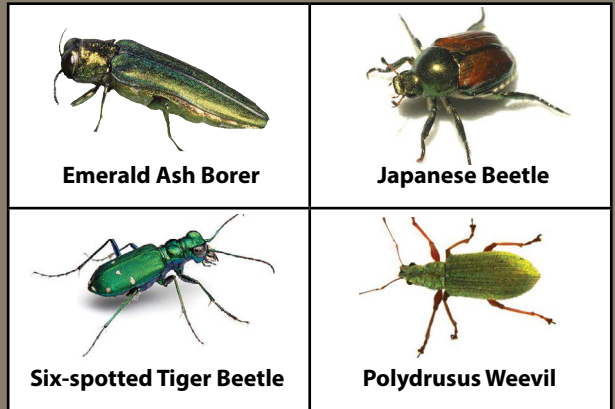 Emerald Ash Borer
Japanese Beetle
Six-spotted Tiger Beetle
Polydrusus Weevil